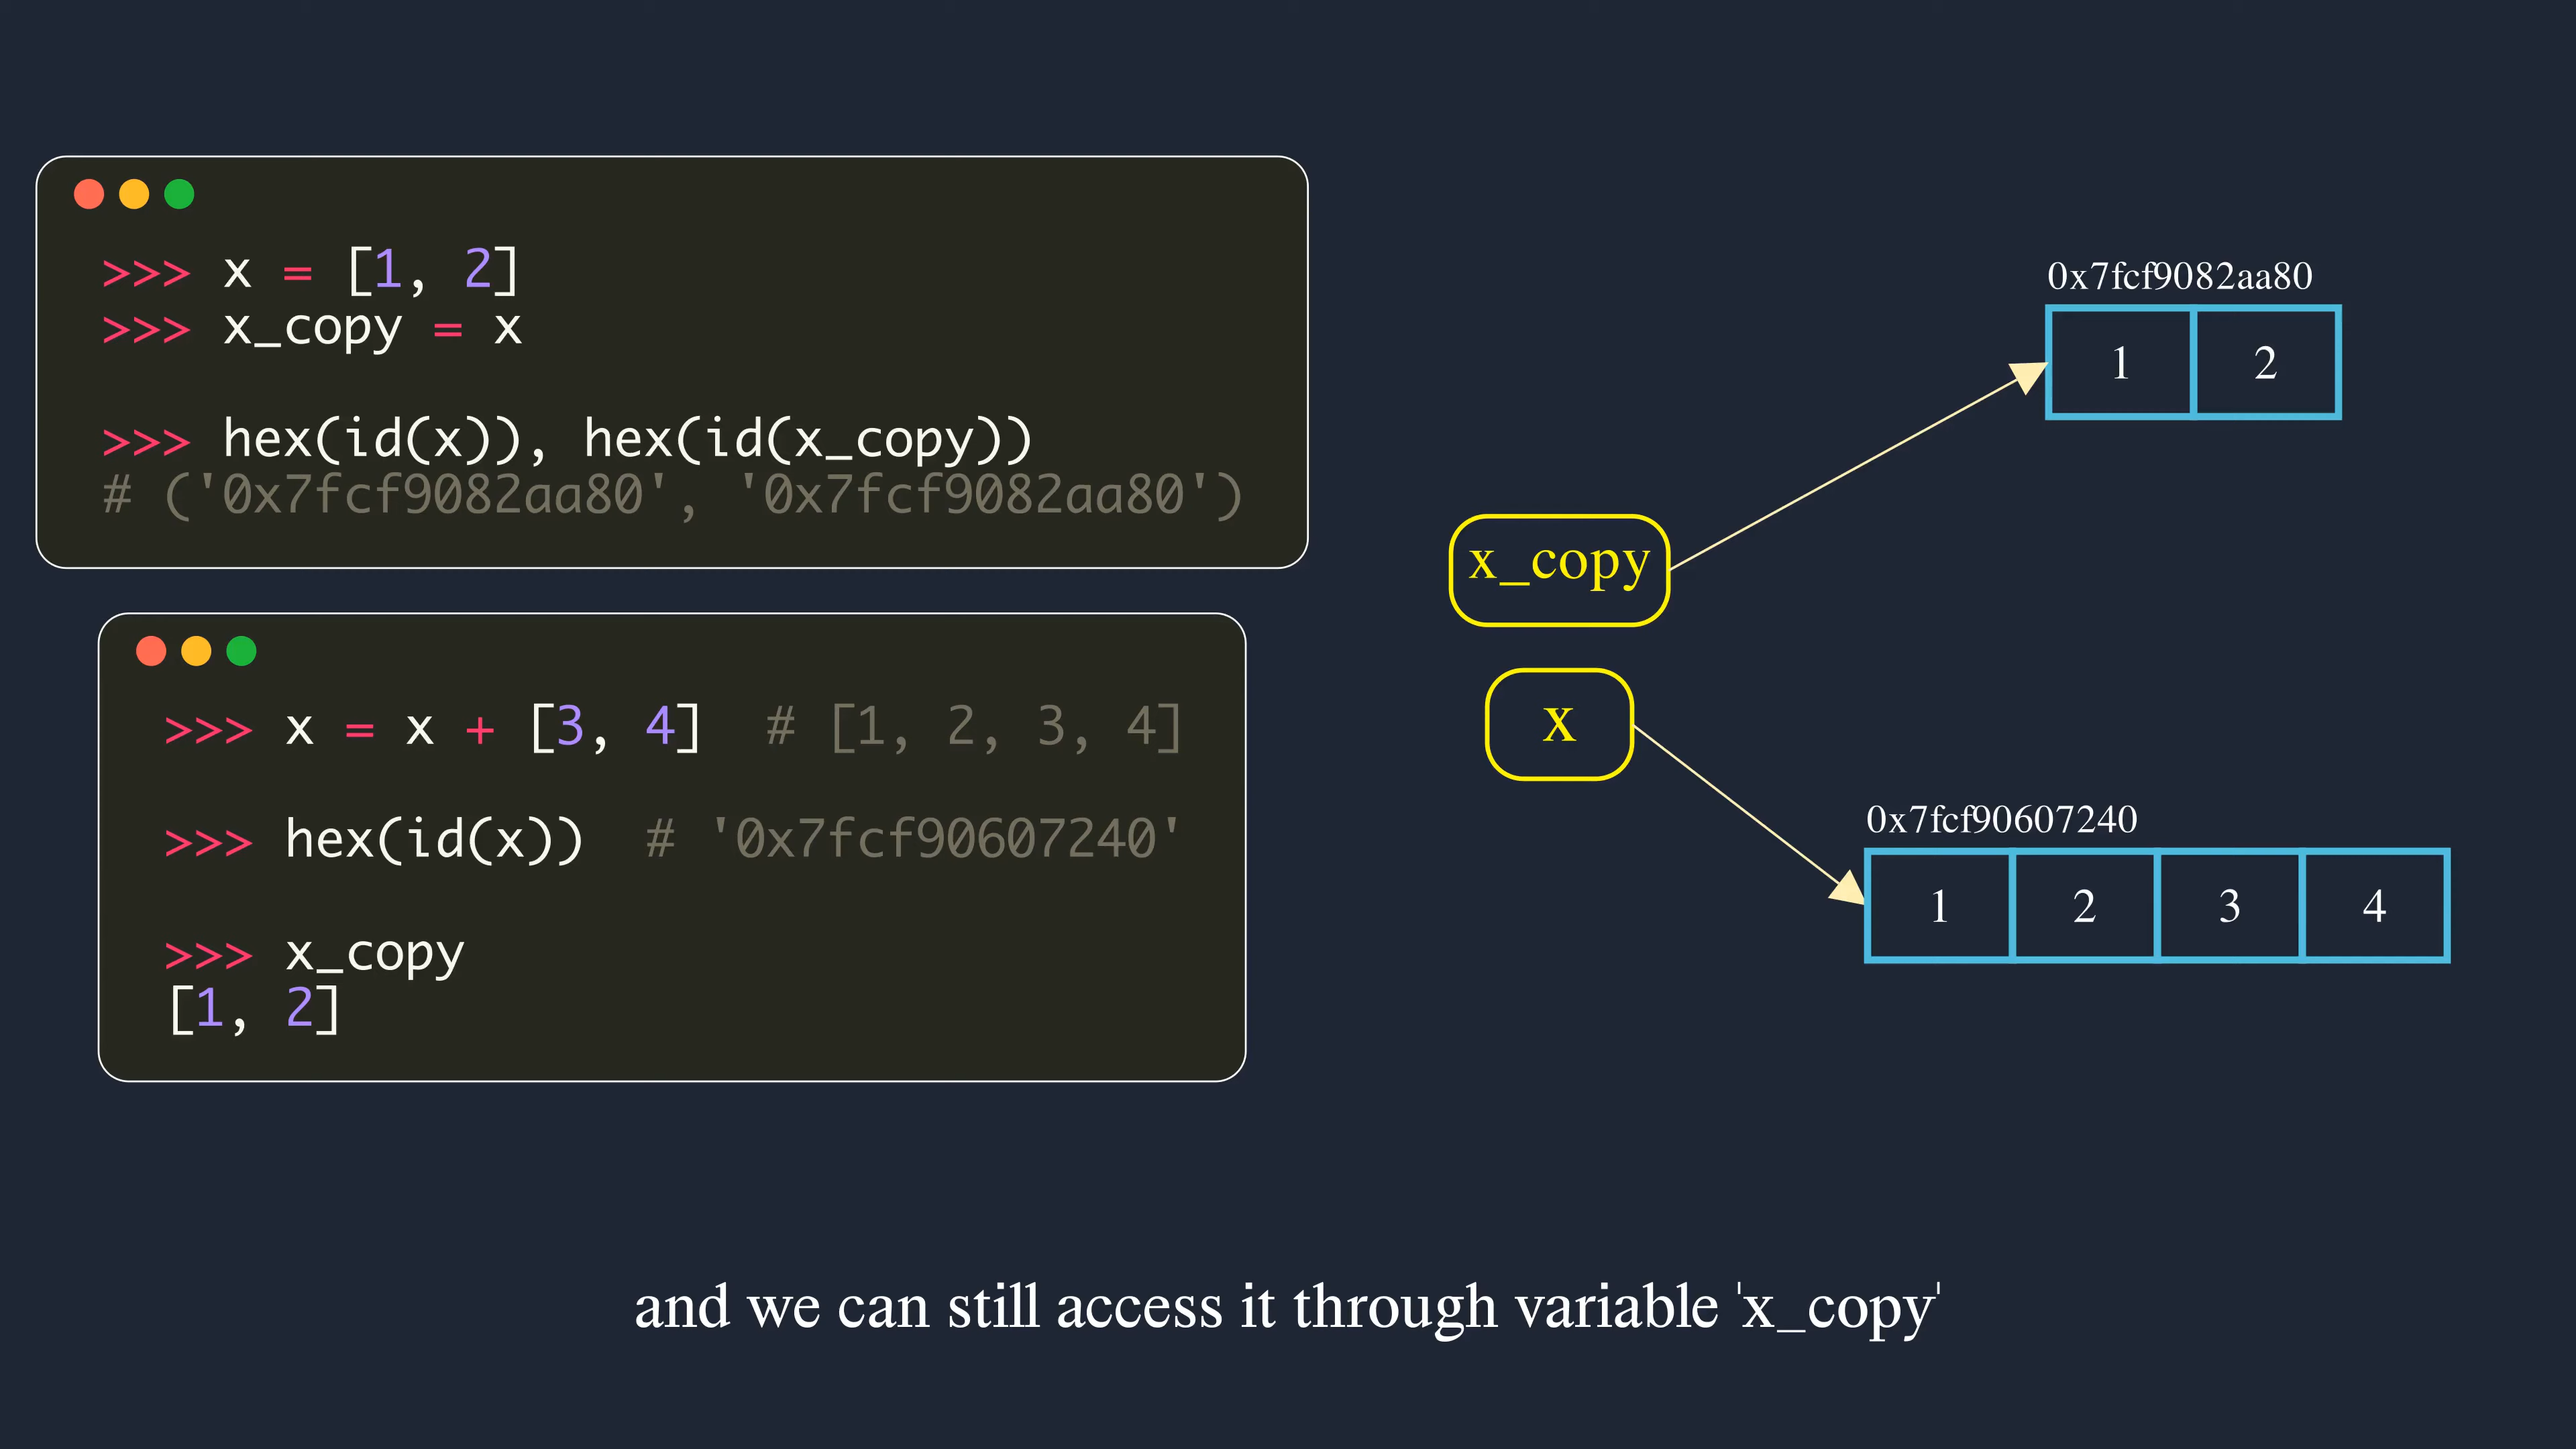 >>> x = [1, 2]
>>> x_copy = x
>>> hex(id(x)), hex(id(x_copy))
# ('0x7fcf9082aa80', '0x7fcf9082aa80')
>>> x = x + [3, 4]  # [1, 2, 3, 4]
>>> hex(id(x))  # '0x7fcf90607240'
>>> x_copy
[1, 2]
0x7fcf9082aa80
1 2
x_copy
x
0x7fcf90607240
1 2 3 4
and we can still access it through variable 'x_copy'